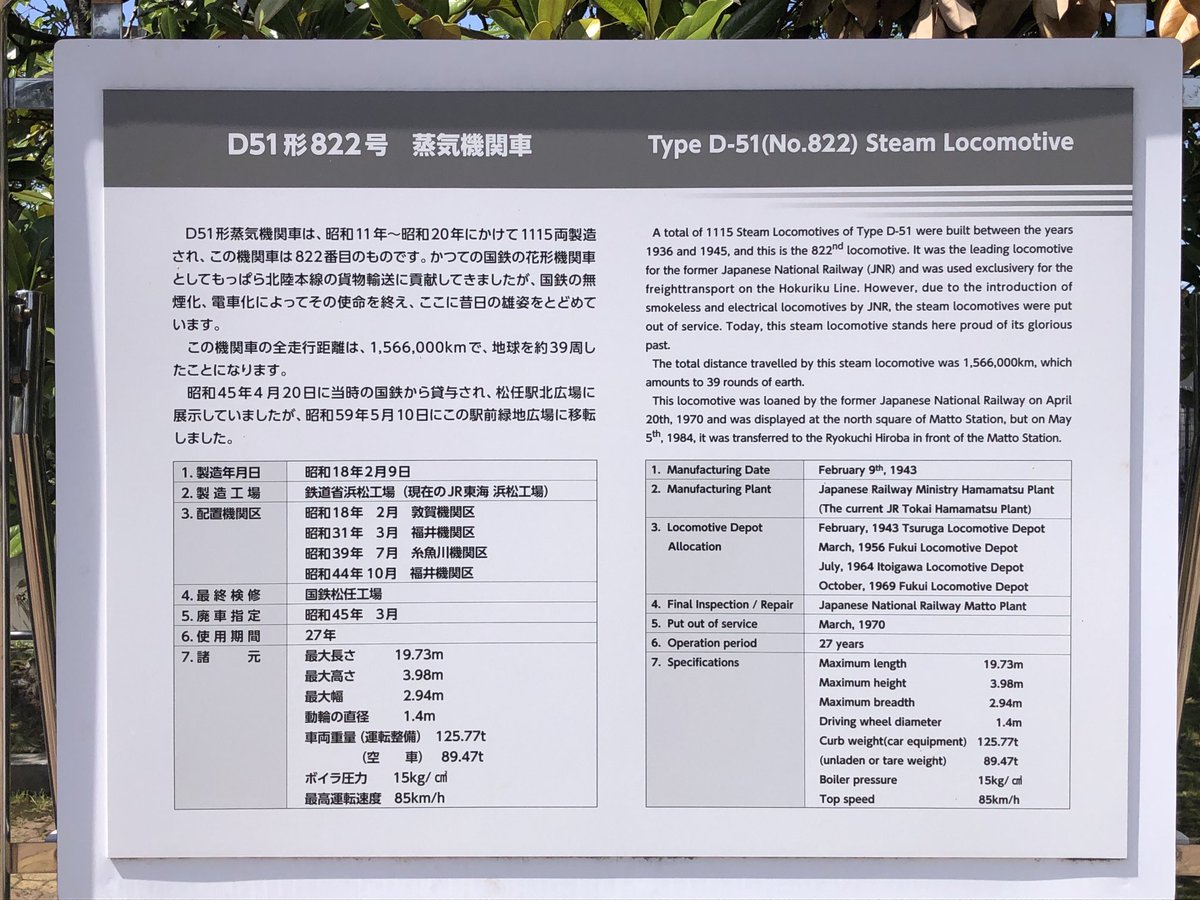 D51形822号 蒸気機関車
D51形蒸気機関車は、昭和11年〜昭和20年にかけて1115両製造
され、この機関車は822番目のものです。かつての国鉄の花形機関車
としてもっぱら北陸本線の貨物輸送に貢献してきましたが、国鉄の無
煙化、電車化によってその使命を終え、ここに昔日の雄姿をとどめて
います。
この機関車の全走行距離は、1,566,000kmで、地球を約39周し
たことになります。
昭和45年4月20日に当時の国鉄から貸与され、松任駅北広場に
展示していましたが、昭和59年5月10日にこの駅前緑地広場に移転
しました。
1. 製造年月日 昭和18年2月9日
2. 製造工場 鉄道省浜松工場（現在のJR東海 浜松工場）
3. 配置機関区 昭和18年 2月 敦賀機関区
昭和31年 3月 福井機関区
昭和39年 7月 糸魚川機関区
昭和44年10月 福井機関区
4. 最終検修 国鉄松任工場
5. 廃車指定 昭和45年 3月
6. 使用期間 27年
7. 諸 元 最大長さ 19.73m
最大高さ 3.98m
最大幅 2.94m
動輪の直径 1.4m
車両重量（運転整備） 125.77t
（空 車） 89.47t
ボイラ圧力 15kg/㎠
最高運転速度 85km/h
Type D-51(No.822) Steam Locomotive
A total of 1115 Steam Locomotives of Type D-51 were built between the years
1936 and 1945, and this is the 822nd locomotive. It was the leading locomotive
for the former Japanese National Railway (JNR) and was used exclusivery for the
freighttransport on the Hokuriku Line. However, due to the introduction of
smokeless and electrical locomotives by JNR, the steam locomotives were put
out of service. Today, this steam locomotive stands here proud of its glorious
past.
The total distance travelled by this steam locomotive was 1,566,000km, which
amounts to 39 rounds of earth.
This locomotive was loaned by the former Japanese National Railway on April
20th, 1970 and was displayed at the north square of Matto Station, but on May
5th, 1984, it was transferred to the Ryokuchi Hiroba in front of the Matto Station.
1. Manufacturing Date February 9th, 1943
2. Manufacturing Plant Japanese Railway Ministry Hamamatsu Plant
(The current JR Tokai Hamamatsu Plant)
3. Locomotive Depot February, 1943 Tsuruga Locomotive Depot
Allocation March, 1956 Fukui Locomotive Depot
July, 1964 Itoigawa Locomotive Depot
October, 1969 Fukui Locomotive Depot
4. Final Inspection / Repair Japanese National Railway Matto Plant
5. Put out of service March, 1970
6. Operation period 27 years
7. Specifications Maximum length 19.73m
Maximum height 3.98m
Maximum breadth 2.94m
Driving wheel diameter 1.4m
Curb weight(car equipment) 125.77t
(unladen or tare weight) 89.47t
Boiler pressure 15kg/㎠
Top speed 85km/h